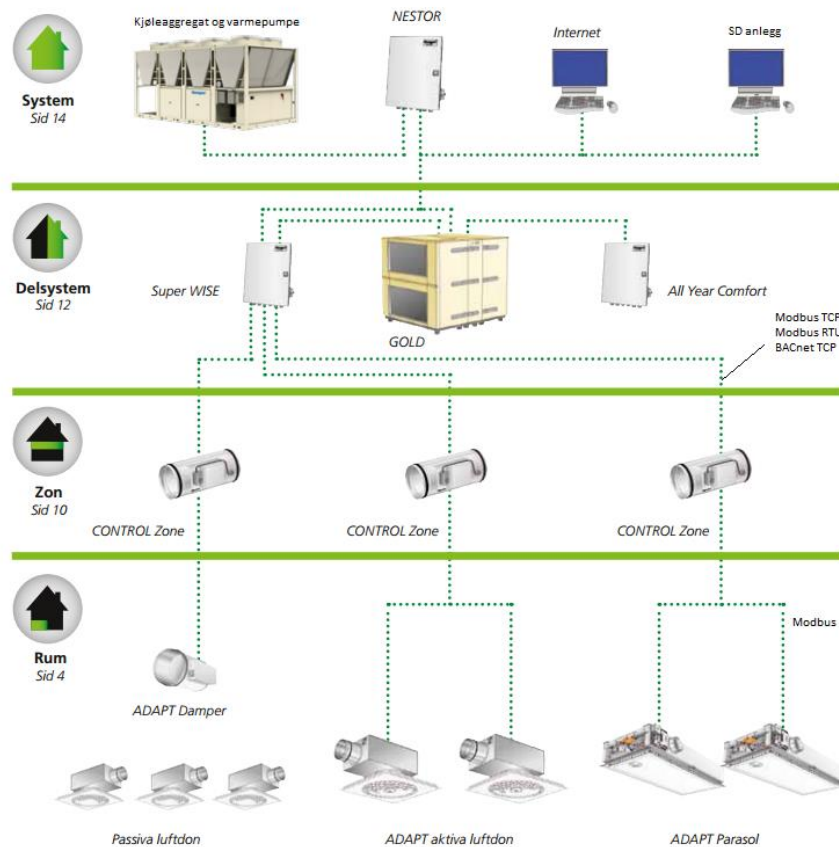 Kjøleaggregat og varmepumpe
NESTOR
Internet
SD anlegg
System
Sid 14
Delsystem
Sid 12
Super WISE
GOLD
All Year Comfort
Modbus TCP
Modbus RTU
BACnet TCP
Zon
Sid 10
CONTROL Zone
CONTROL Zone
CONTROL Zone
Rum
Sid 4
Modbus
ADAPT Damper
Passiva luftdon
ADAPT aktiva luftdon
ADAPT Parasol